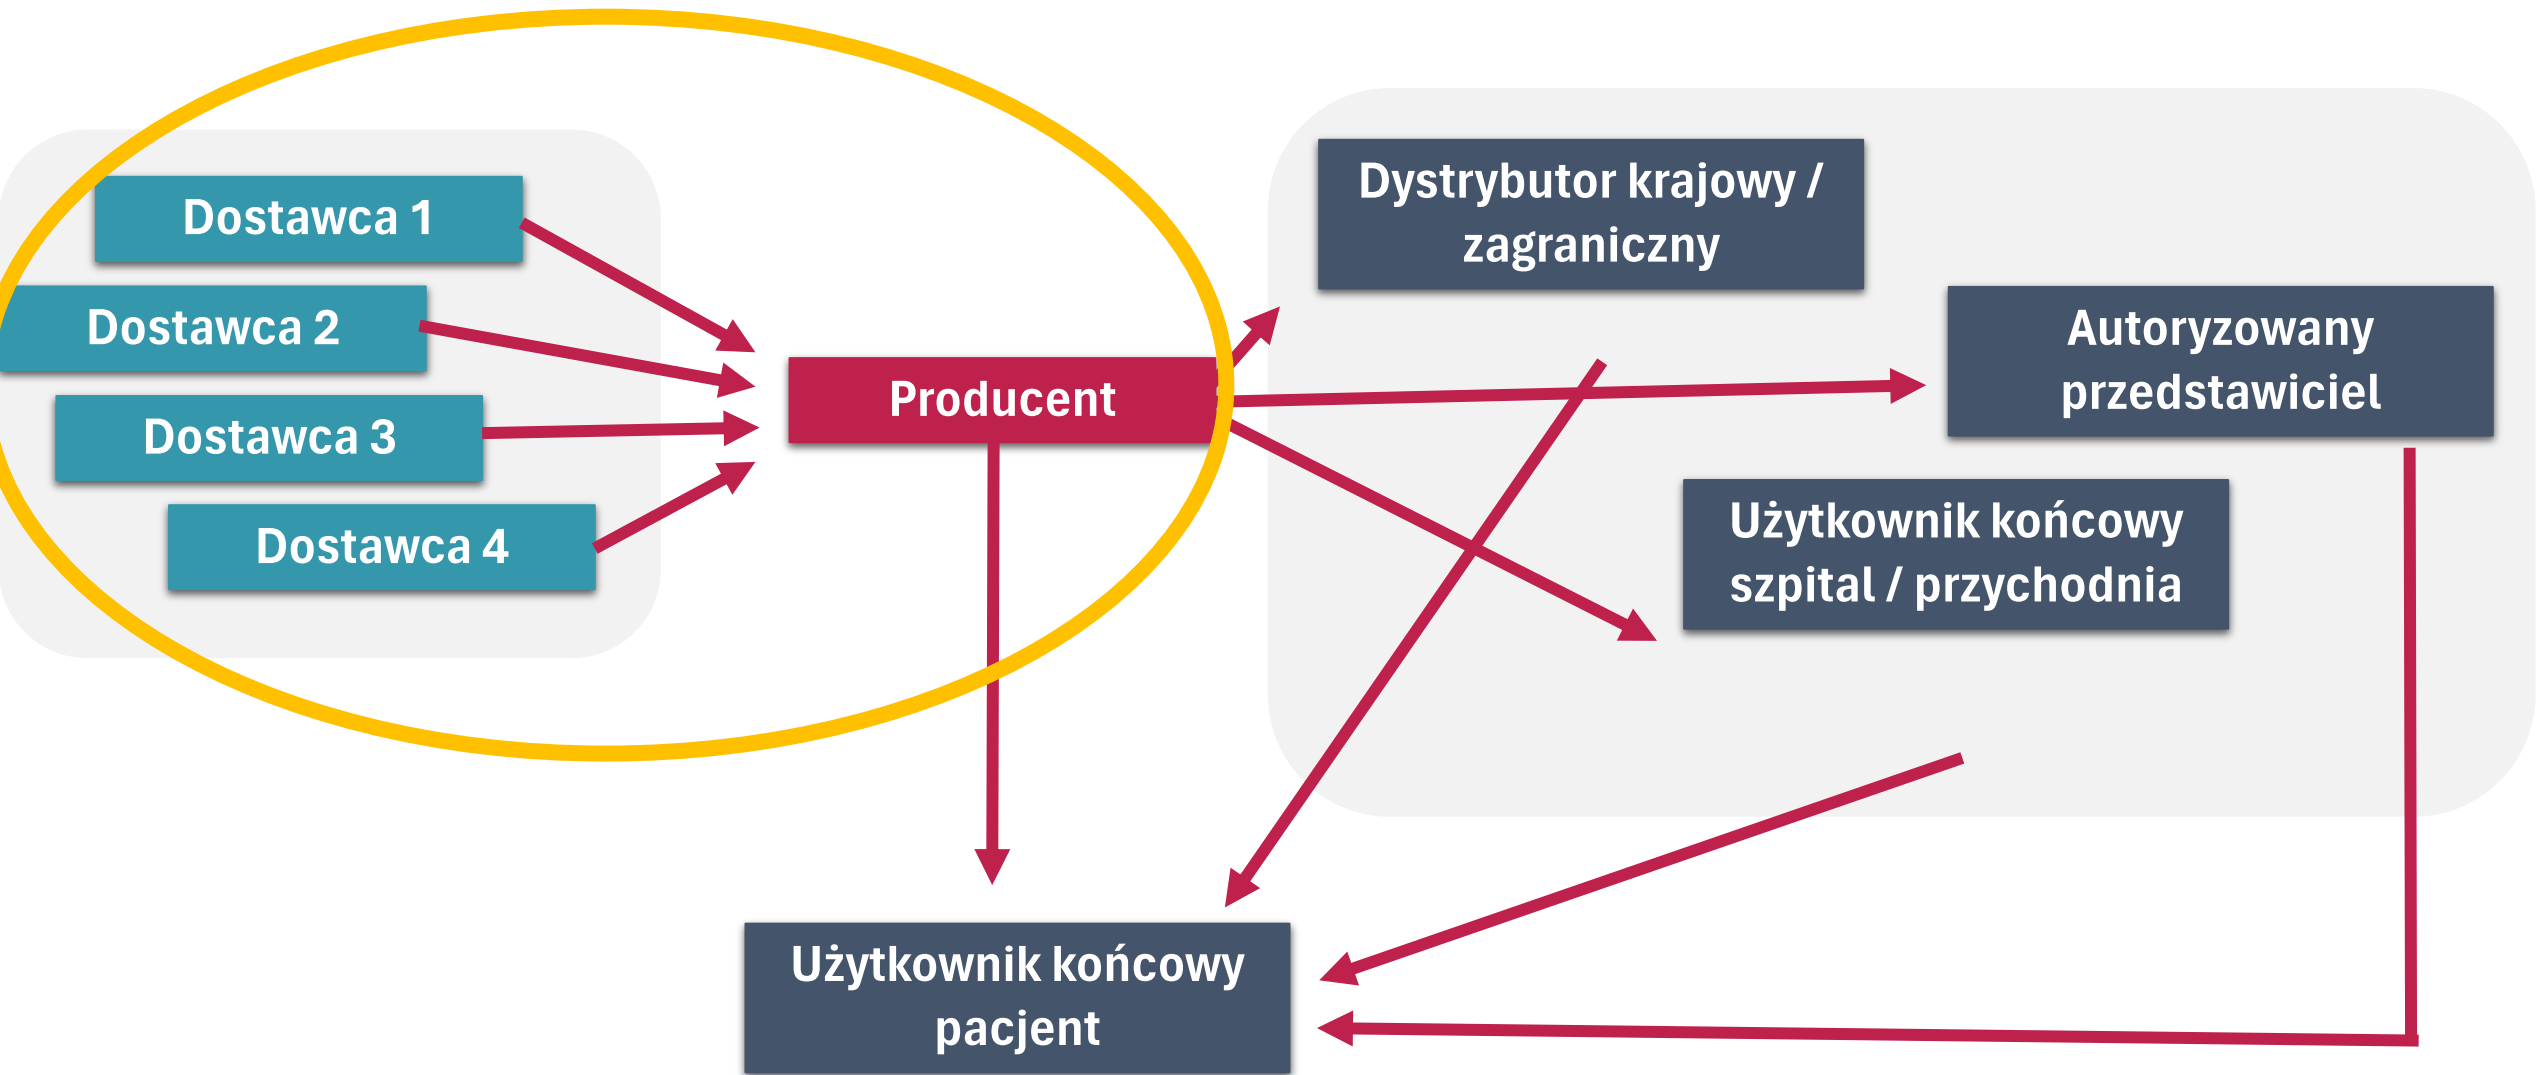 Dostawca 1
Dostawca 2
Dostawca 3
Dostawca 4
Producent
Dystrybutor krajowy /
zagraniczny
Autoryzowany
przedstawiciel
Użytkownik końcowy
szpital / przychodnia
Użytkownik końcowy
pacjent